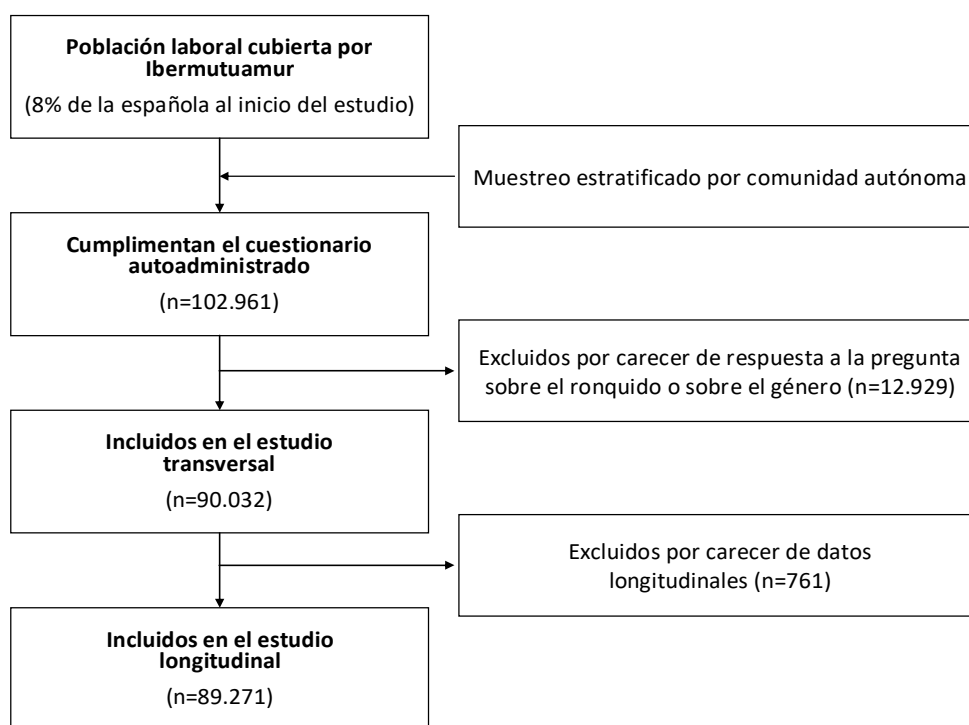 Población laboral cubierta por
Ibermutuamur
(8% de la española al inicio del estudio)
Muestreo estratificado por comunidad autónoma
Cumplimentan el cuestionario
autoadministrado
(n=102.961)
Excluidos por carecer de respuesta a la pregunta
sobre el ronquido o sobre el género (n=12.929)
Incluidos en el estudio
transversal
(n=90.032)
Excluidos por carecer de datos
longitudinales (n=761)
Incluidos en el estudio
longitudinal
(n=89.271)